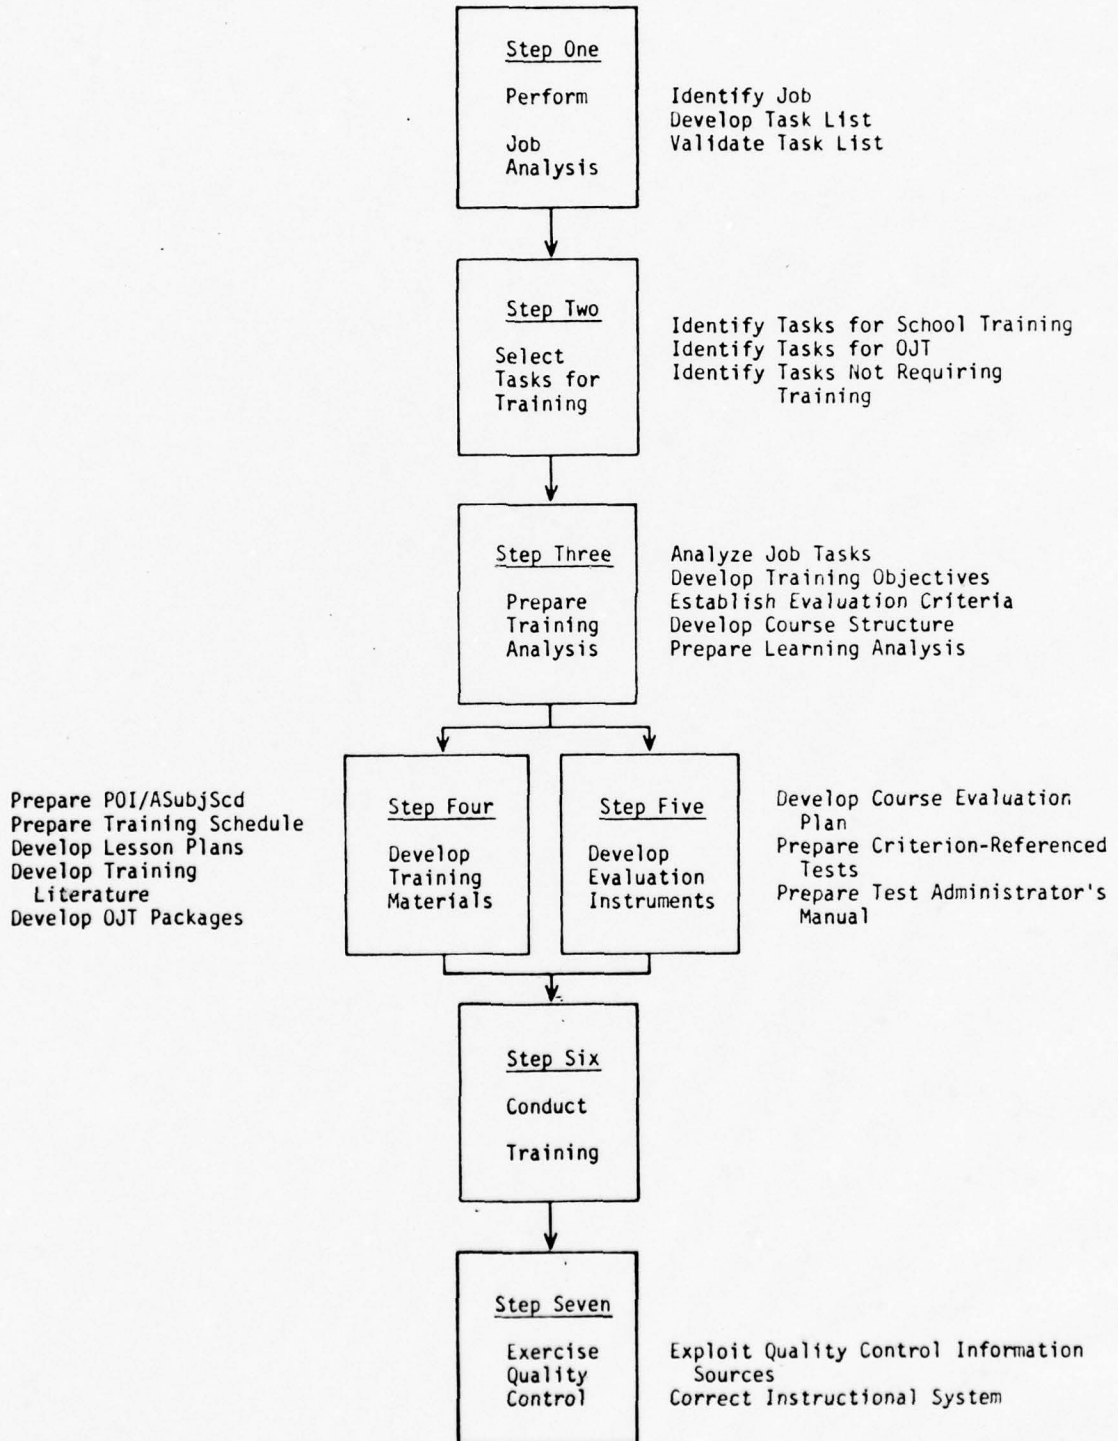 Step One
Perform
Job
Analysis
Identify Job
Develop Task List
Validate Task List
Step Two
Select
Tasks for
Training
Identify Tasks for School Training
Identify Tasks for OJT
Identify Tasks Not Requiring
Training
Step Three
Prepare
Training
Analysis
Analyze Job Tasks
Develop Training Objectives
Establish Evaluation Criteria
Develop Course Structure
Prepare Learning Analysis
Prepare POI/ASubjScd
Prepare Training Schedule
Develop Lesson Plans
Develop Training
Literature
Develop OJT Packages
Step Four
Develop
Training
Materials
Step Five
Develop
Evaluation
Instruments
Develop Course Evaluation
Plan
Prepare Criterion-Referenced
Tests
Prepare Test Administrator's
Manual
Step Six
Conduct
Training
Step Seven
Exercise
Quality
Control
Exploit Quality Control Information
Sources
Correct Instructional System